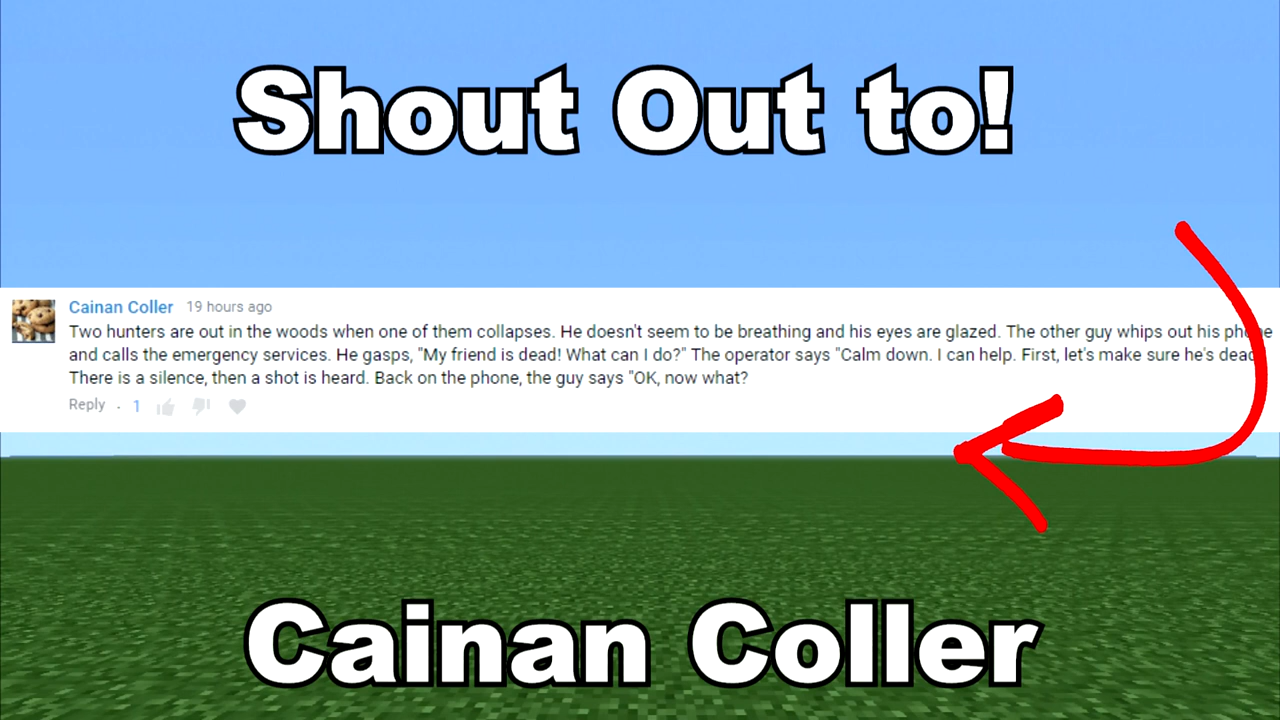 Shout Out to!
Cainan Coller 19 hours ago
Two hunters are out in the woods when one of them collapses. He doesn't seem to be breathing and his eyes are glazed. The other guy whips out his phone
and calls the emergency services. He gasps, "My friend is dead! What can I do?" The operator says "Calm down. I can help. First, let's make sure he's dead
There is a silence, then a shot is heard. Back on the phone, the guy says "OK, now what?
Reply . 1
Cainan Coller